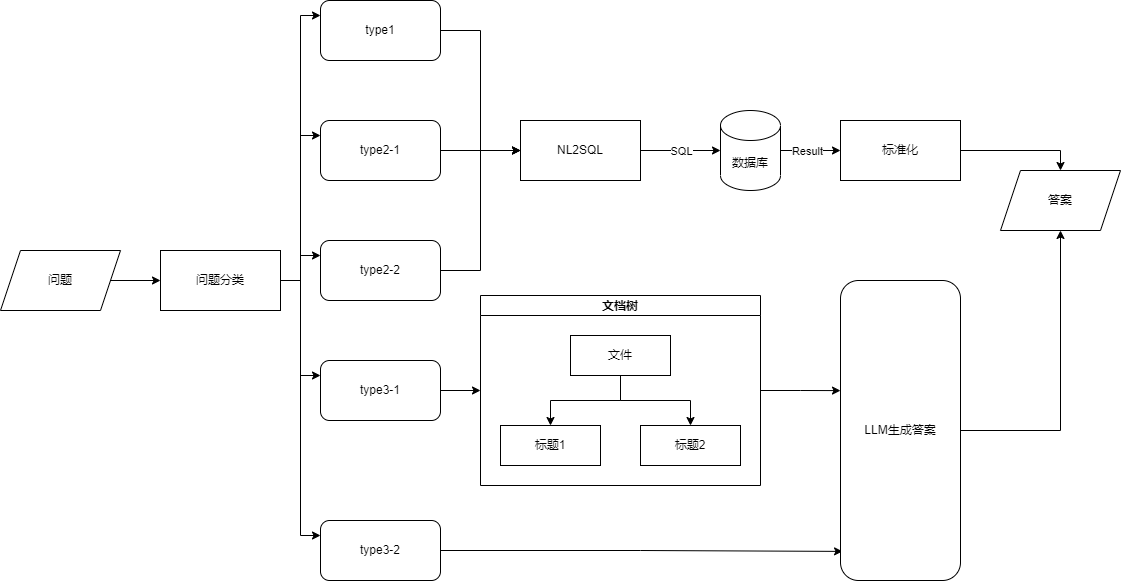 type1
type2-1
NL2SQL
SQL
数据库
Result
标准化
答案
问题
问题分类
type2-2
文档树
文件
标题1
标题2
type3-1
LLM生成答案
type3-2